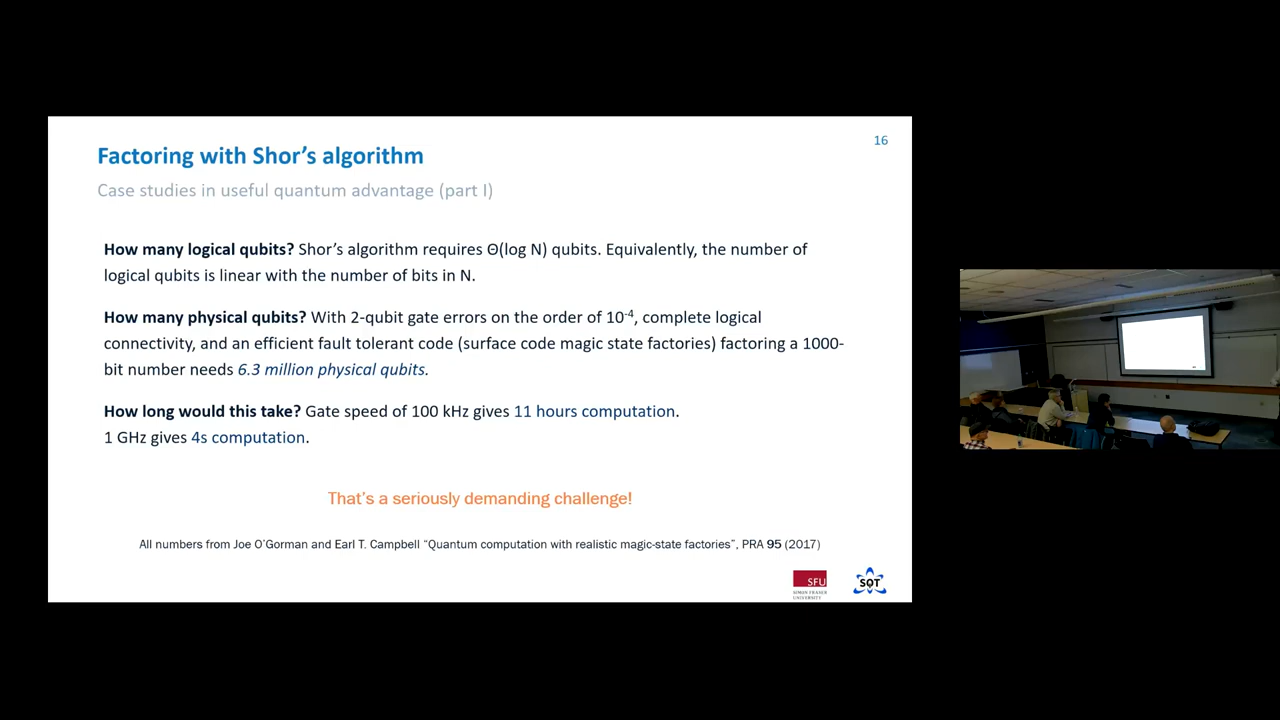 16
Factoring with Shor's algorithm
Case studies in useful quantum advantage (part I)
How many logical qubits? Shor's algorithm requires Θ(log N) qubits. Equivalently, the number of
logical qubits is linear with the number of bits in N.
How many physical qubits? With 2-qubit gate errors on the order of 10⁻⁴, complete logical
connectivity, and an efficient fault tolerant code (surface code magic state factories) factoring a 1000-
bit number needs 6.3 million physical qubits.
How long would this take? Gate speed of 100 kHz gives 11 hours computation.
1 GHz gives 4s computation.
That's a seriously demanding challenge!
All numbers from Joe O'Gorman and Earl T. Campbell “Quantum computation with realistic magic-state factories”, PRA 95 (2017)
SFU
SIMON FRASER
UNIVERSITY
SQT